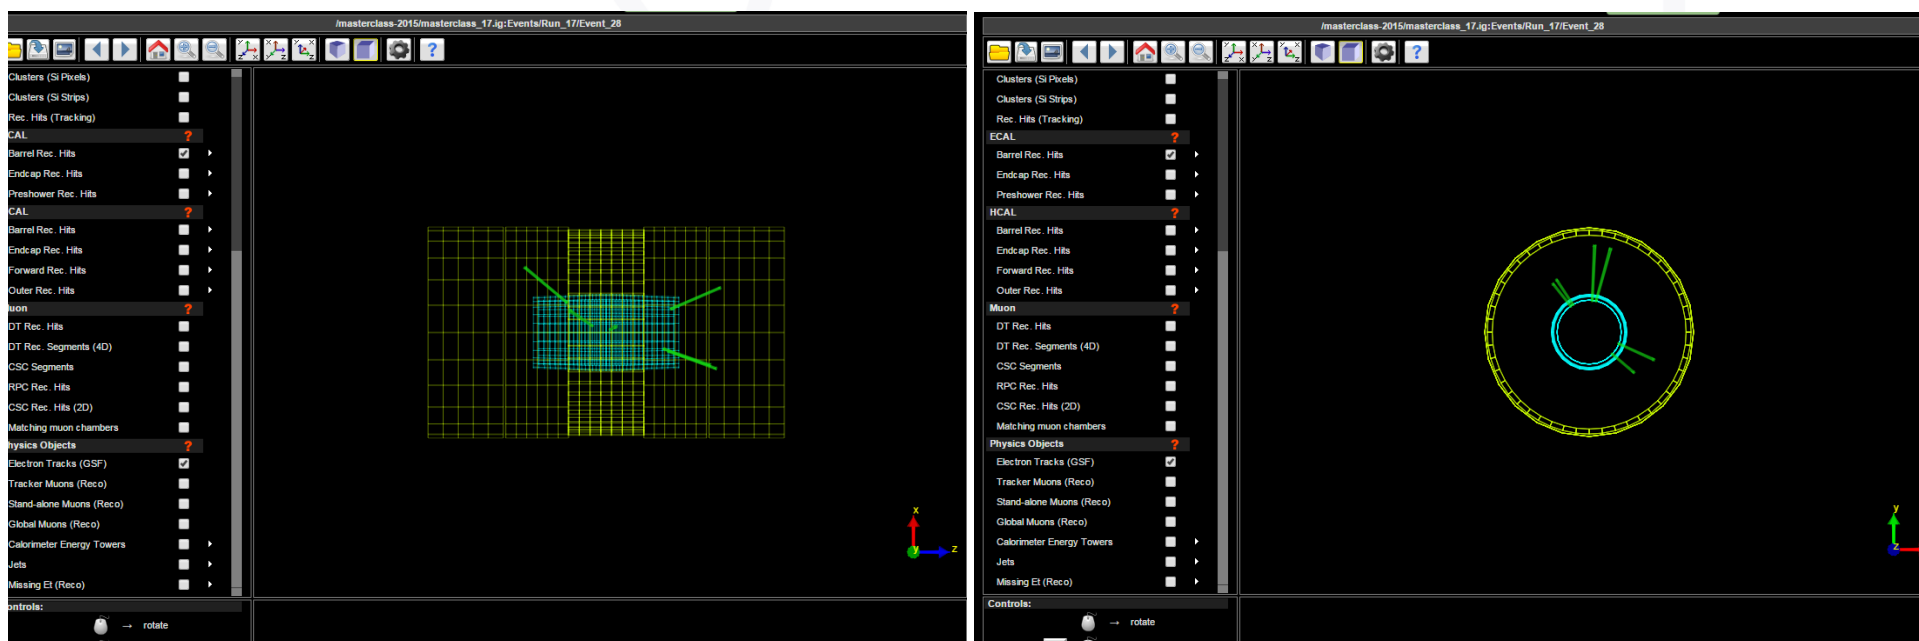 /masterclass-2015/masterclass_17.ig:Events/Run_17/Event_28
?
Clusters (Si Pixels)
Clusters (Si Strips)
Rec. Hits (Tracking)
CAL ?
Barrel Rec. Hits
Endcap Rec. Hits
Preshower Rec. Hits
CAL ?
Barrel Rec. Hits
Endcap Rec. Hits
Forward Rec. Hits
Outer Rec. Hits
luon ?
DT Rec. Hits
DT Rec. Segments (4D)
CSC Segments
RPC Rec. Hits
CSC Rec. Hits (2D)
Matching muon chambers
hysics Objects ?
Electron Tracks (GSF)
Tracker Muons (Reco)
Stand-alone Muons (Reco)
Global Muons (Reco)
Calorimeter Energy Towers
Jets
Missing Et (Reco)
ontrols:
→ rotate
x
y
z
/masterclass-2015/masterclass_17.ig:Events/Run_17/Event_28
?
Clusters (Si Pixels)
Clusters (Si Strips)
Rec. Hits (Tracking)
ECAL ?
Barrel Rec. Hits
Endcap Rec. Hits
Preshower Rec. Hits
HCAL ?
Barrel Rec. Hits
Endcap Rec. Hits
Forward Rec. Hits
Outer Rec. Hits
Muon ?
DT Rec. Hits
DT Rec. Segments (4D)
CSC Segments
RPC Rec. Hits
CSC Rec. Hits (2D)
Matching muon chambers
Physics Objects ?
Electron Tracks (GSF)
Tracker Muons (Reco)
Stand-alone Muons (Reco)
Global Muons (Reco)
Calorimeter Energy Towers
Jets
Missing Et (Reco)
Controls:
→ rotate
y
z